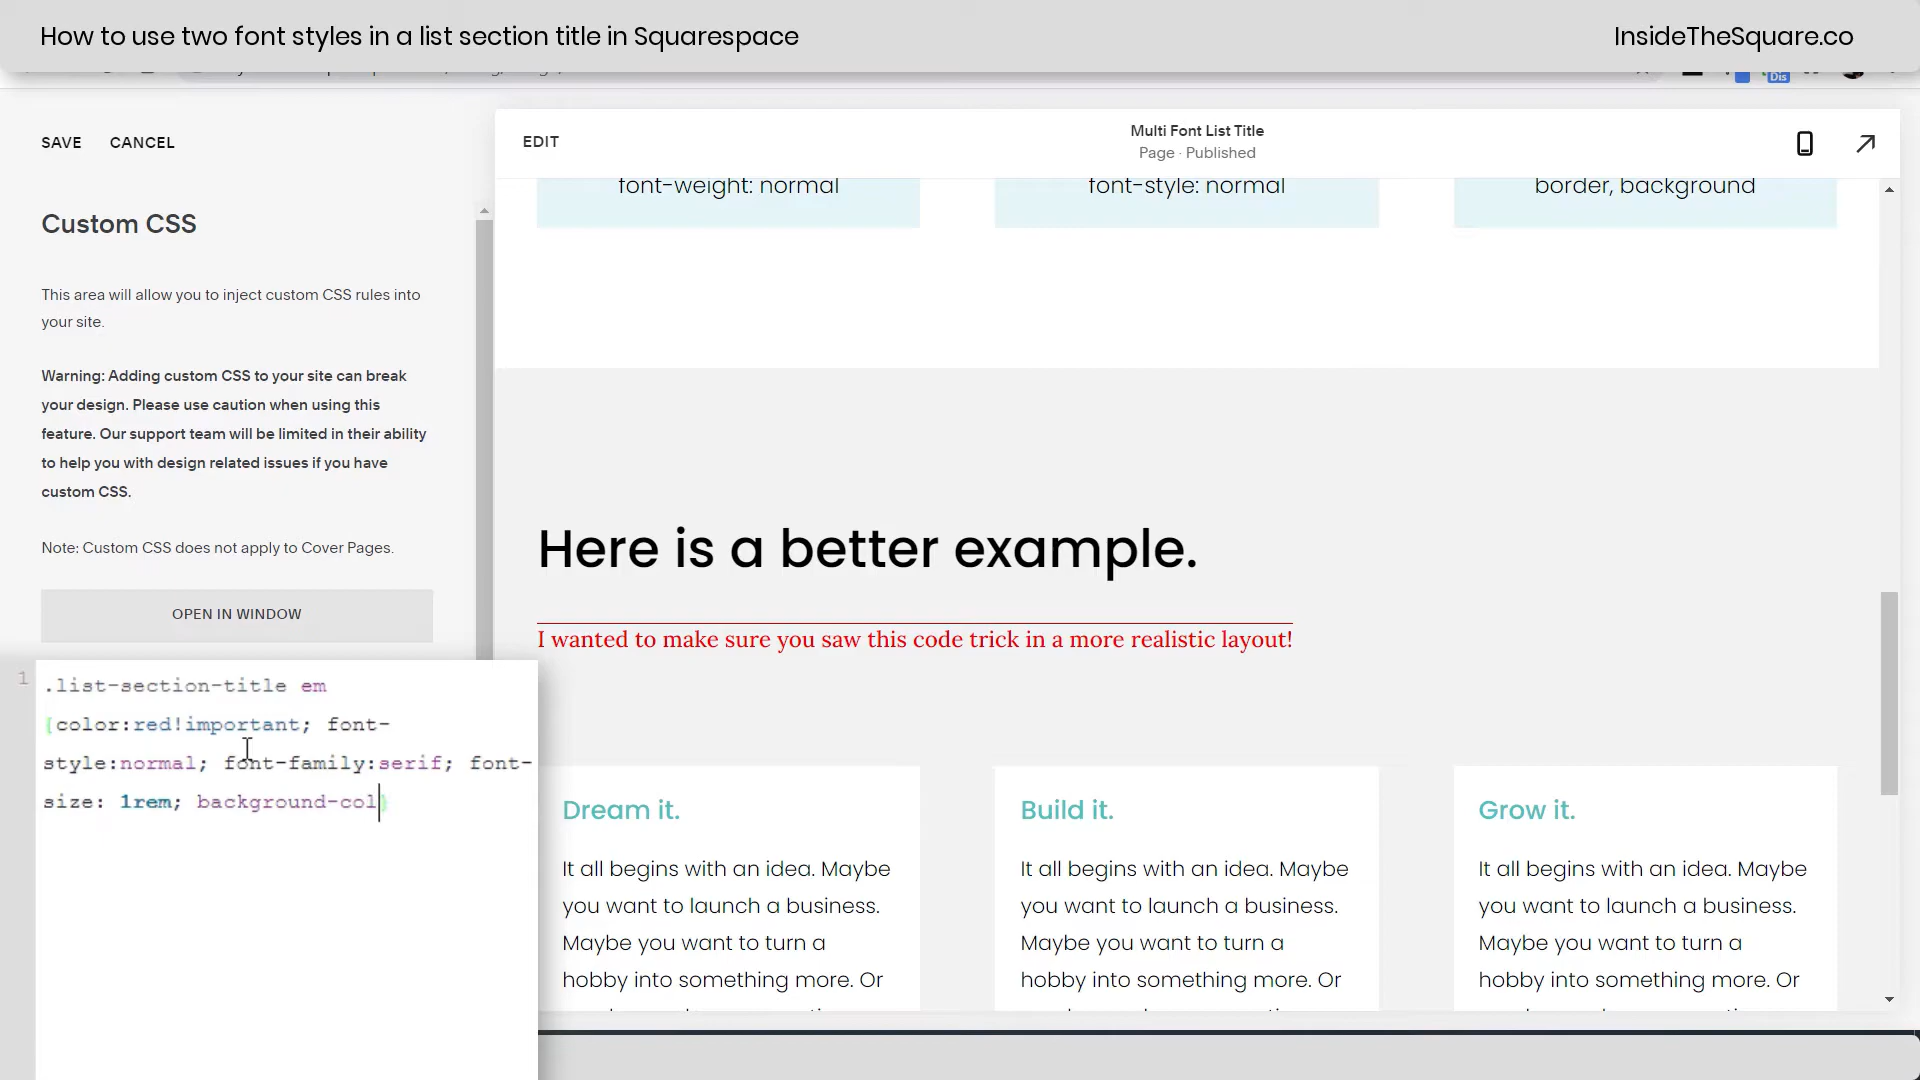 How to use two font styles in a list section title in Squarespace
InsideTheSquare.co
Dis
SAVE
CANCEL
EDIT
Multi Font List Title
Page · Published
Custom CSS
This area will allow you to inject custom CSS rules into
your site.
Warning: Adding custom CSS to your site can break
your design. Please use caution when using this
feature. Our support team will be limited in their ability
to help you with design related issues if you have
custom CSS.
Note: Custom CSS does not apply to Cover Pages.
OPEN IN WINDOW
1
.list-section-title em
{color:red!important; font-
style:normal; font-family:serif; font-
size: 1rem; background-col}
font-weight: normal
font-style: normal
border, background
Here is a better example.
I wanted to make sure you saw this code trick in a more realistic layout!
Dream it.
It all begins with an idea. Maybe
you want to launch a business.
Maybe you want to turn a
hobby into something more. Or
Build it.
It all begins with an idea. Maybe
you want to launch a business.
Maybe you want to turn a
hobby into something more. Or
Grow it.
It all begins with an idea. Maybe
you want to launch a business.
Maybe you want to turn a
hobby into something more. Or